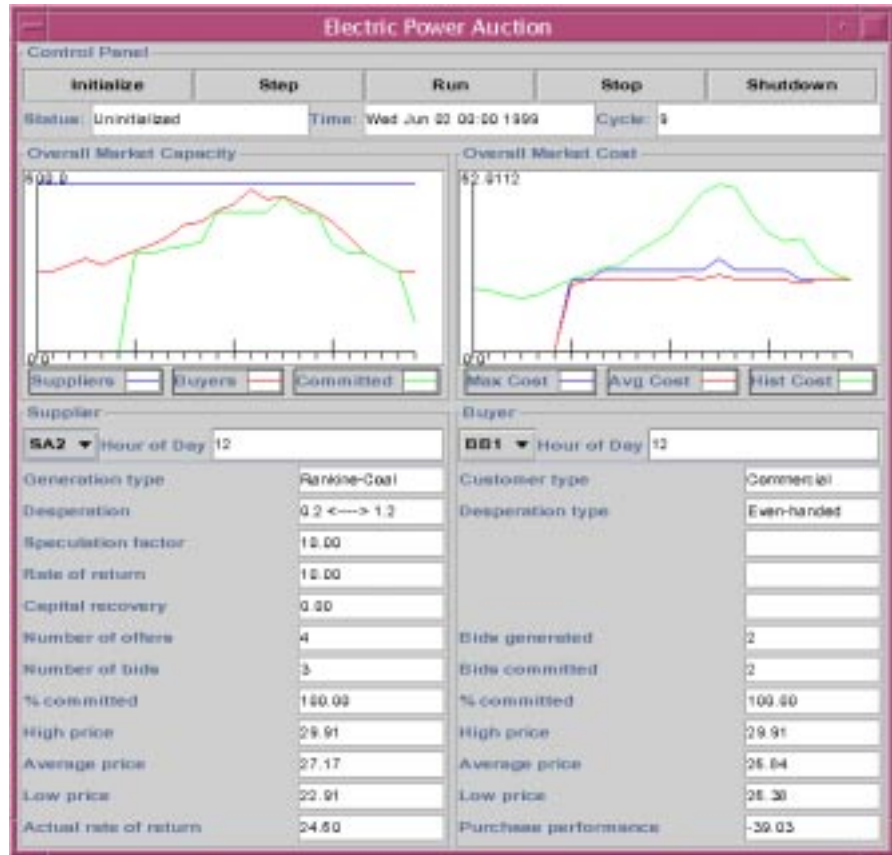 Electric Power Auction
Control Panel
Initialize Step Run Stop Shutdown
Status: Uninitialized Time: Wed Jun 02 00:00 1999 Cycle: 9
Overall Market Capacity
Overall Market Cost
0.0
0.0
Suppliers Buyers Committed
Max Cost Avg Cost Hist Cost
Supplier
SA2 Hour of Day 12
Generation type Rankine-Coal
Desperation 0.2 <----> 1.2
Speculation factor 10.00
Rate of return 10.00
Capital recovery 0.00
Number of offers 4
Number of bids 3
% committed 100.00
High price 29.91
Average price 27.17
Low price 22.91
Actual rate of return 24.50
Buyer
BB1 Hour of Day 12
Customer type Commercial
Desperation type Even-handed
Bids generated 2
Bids committed 2
% committed 100.00
High price 29.91
Average price
Low price
Purchase performance -39.03